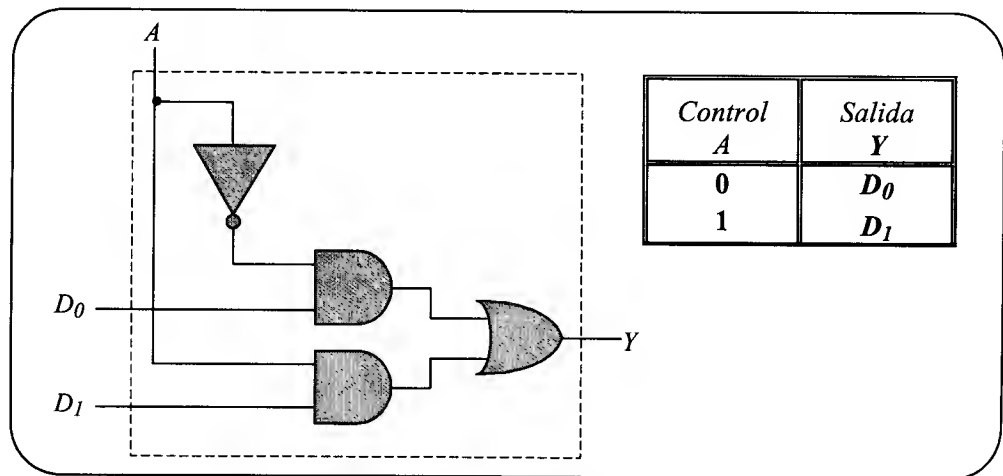 A
D0
D1
Y
Control Salida
A Y
0 D0
1 D1